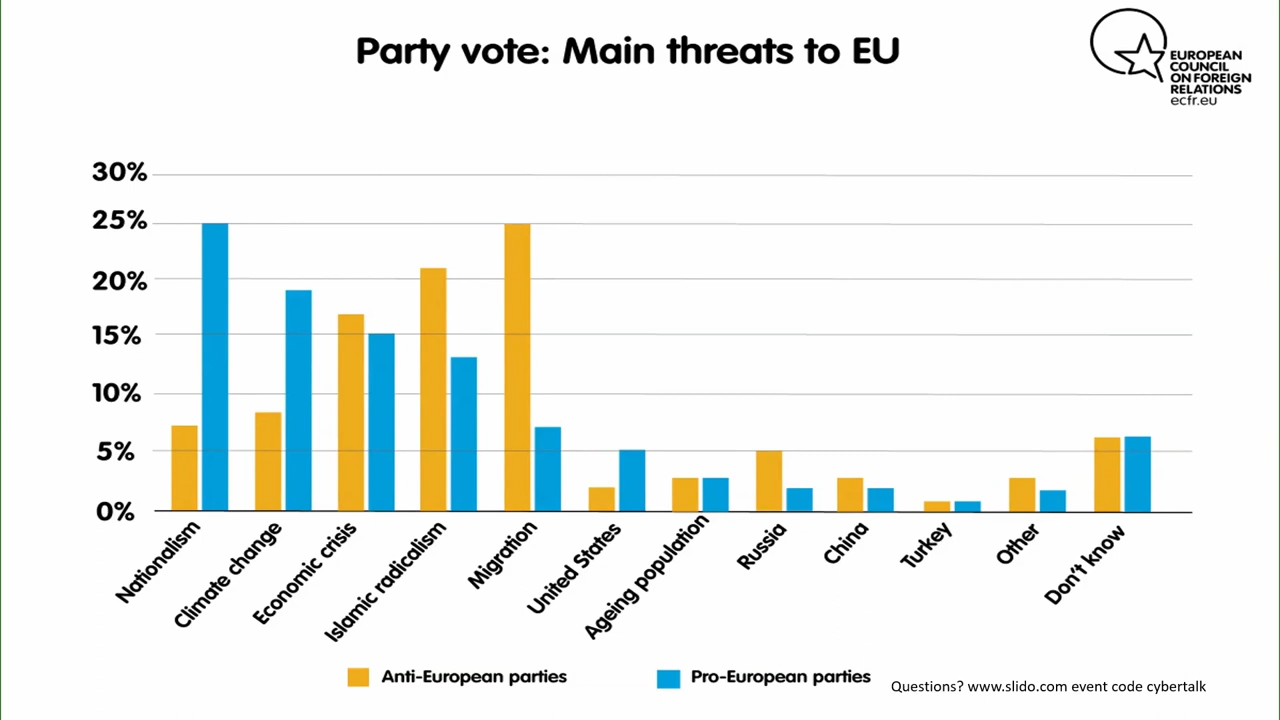 Party vote: Main threats to EU
EUROPEAN
COUNCIL
ON FOREIGN
RELATIONS
ecfr.eu
30%
25%
20%
15%
10%
5%
0%
Nationalism
Climate change
Economic crisis
Islamic radicalism
Migration
United States
Ageing population
Russia
China
Turkey
Other
Don't know
Anti-European parties
Pro-European parties
Questions? www.slido.com event code cybertalk